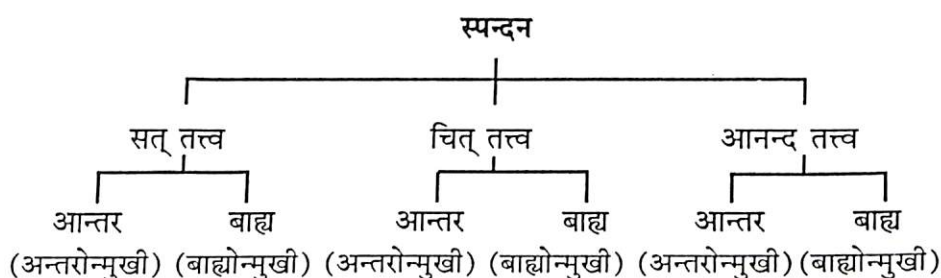 स्पन्दन
सत् तत्त्व चित् तत्त्व आनन्द तत्त्व
आन्तर बाह्य आन्तर बाह्य आन्तर बाह्य
(अन्तरोन्मुखी) (बाह्योन्मुखी) (अन्तरोन्मुखी) (बाह्योन्मुखी) (अन्तरोन्मुखी) (बाह्योन्मुखी)